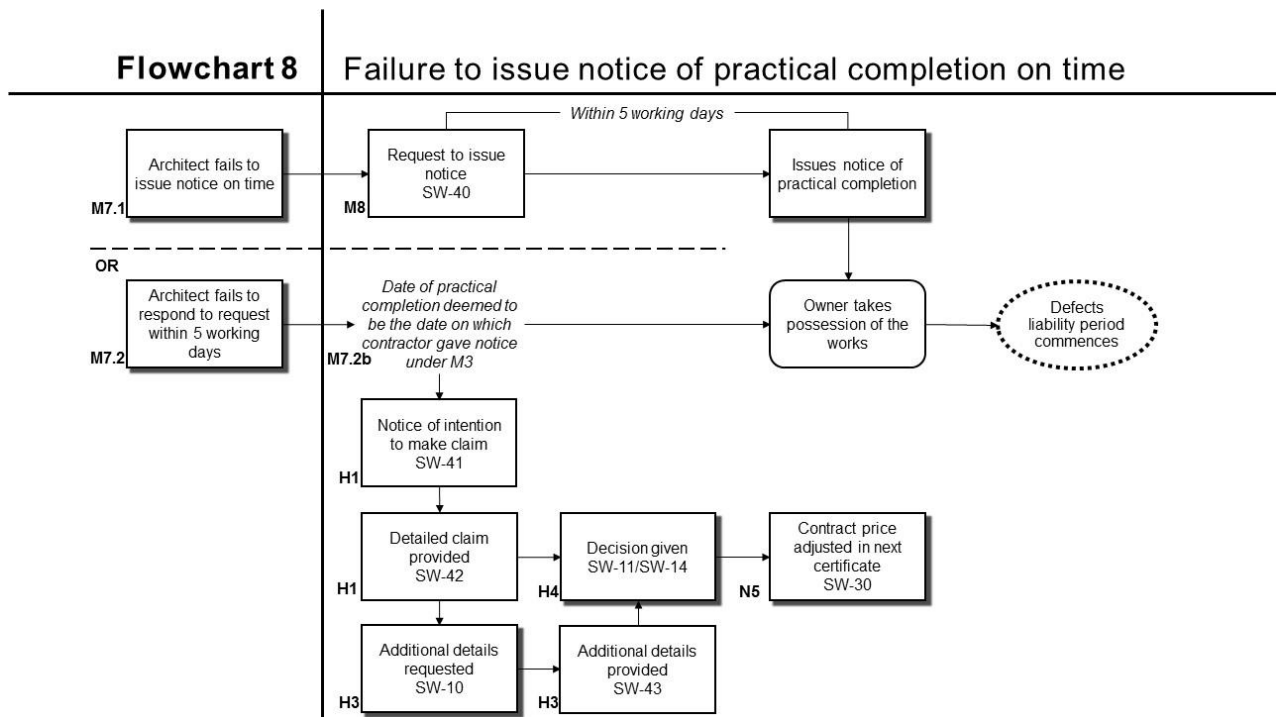 Flowchart 8
Failure to issue notice of practical completion on time
Within 5 working days
Architect fails to
issue notice on time
M7.1
Request to issue
notice
SW-40
M8
Issues notice of
practical completion
OR
Architect fails to
respond to request
within 5 working
days
M7.2
Date of practical
completion deemed to
be the date on which
contractor gave notice
under M3
M7.2b
Owner takes
possession of the
works
Defects
liability period
commences
Notice of intention
to make claim
SW-41
H1
Detailed claim
provided
SW-42
H1
Decision given
SW-11/SW-14
H4
Contract price
adjusted in next
certificate
SW-30
N5
Additional details
requested
SW-10
H3
Additional details
provided
SW-43
H3